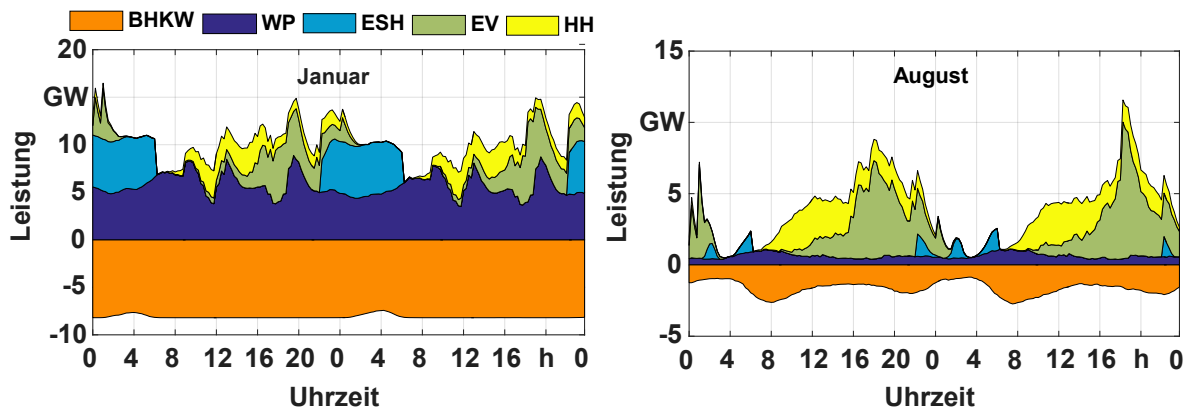 BHKW WP ESH EV HH
Januar
20
GW
10
5
0
-5
-10
Leistung
0 4 8 12 16 20 0 4 8 12 16 h 0
Uhrzeit
August
15
GW
5
0
-5
Leistung
0 4 8 12 16 20 0 4 8 12 16 h 0
Uhrzeit